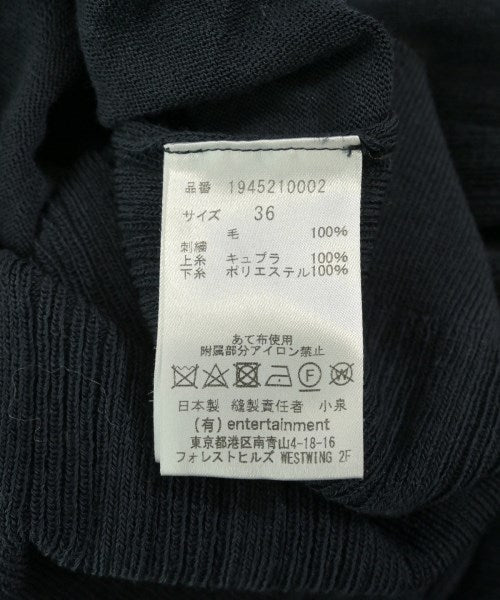 品番 1945210002
サイズ 36
毛 100%
刺繍
上糸 キュプラ 100%
下糸 ポリエステル100%
あて布使用
附属部分アイロン禁止
F W
日本製 縫製責任者 小泉
(有) entertainment
東京都港区南青山4-18-16
フォレストヒルズ WESTWING 2F